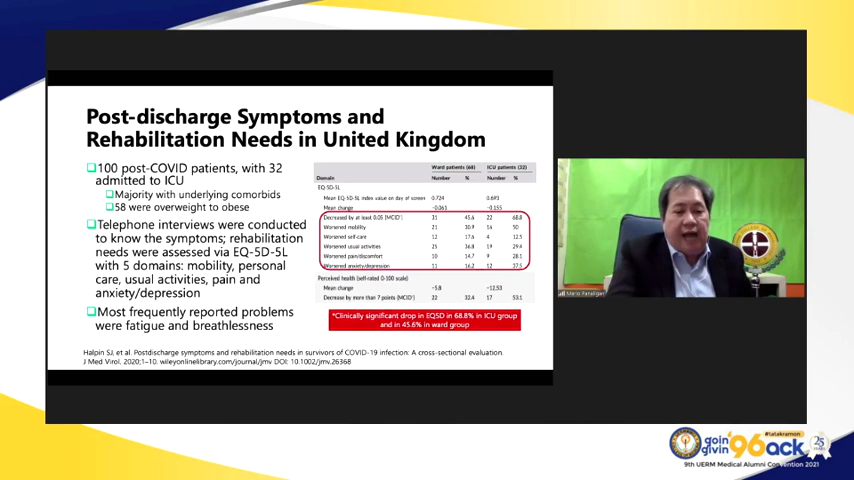 Post-discharge Symptoms and
Rehabilitation Needs in United Kingdom
100 post-COVID patients, with 32
admitted to ICU
Majority with underlying comorbids
58 were overweight to obese
Telephone interviews were conducted
to know the symptoms; rehabilitation
needs were assessed via EQ-5D-5L
with 5 domains: mobility, personal
care, usual activities, pain and
anxiety/depression
Most frequently reported problems
were fatigue and breathlessness
Ward patients (68) ICU patients (32)
Domain Number % Number %
EQ-5D-5L
Mean EQ-5D-5L index value on day of screen 0.724 0.693
Mean change −0.061 −0.155
Decreased by at least 0.05 [MCID] 31 45.6 22 68.8
Worsened mobility 21 30.9 16 50
Worsened self-care 12 17.6 4 12.5
Worsened usual activities 25 36.8 19 29.4
Worsened pain/discomfort 10 14.7 9 28.1
Worsened anxiety/depression 11 16.2 12 37.5
Perceived health (self-rated 0-100 scale)
Mean change −5.8 −12.53
Decrease by more than 7 points [MCID] 22 32.4 17 53.1
*Clinically significant drop in EQ5D in 68.8% in ICU group
and in 45.6% in ward group
Halpin SJ, et al. Postdischarge symptoms and rehabilitation needs in survivors of COVID-19 infection: A cross-sectional evaluation.
J Med Virol. 2020;1–10. wileyonlinelibrary.com/journal/jmv DOI: 10.1002/jmv.26368
goin' givin' '96 ack
#tatakramon
25 YEARS
9th UERM Medical Alumni Convention 2021